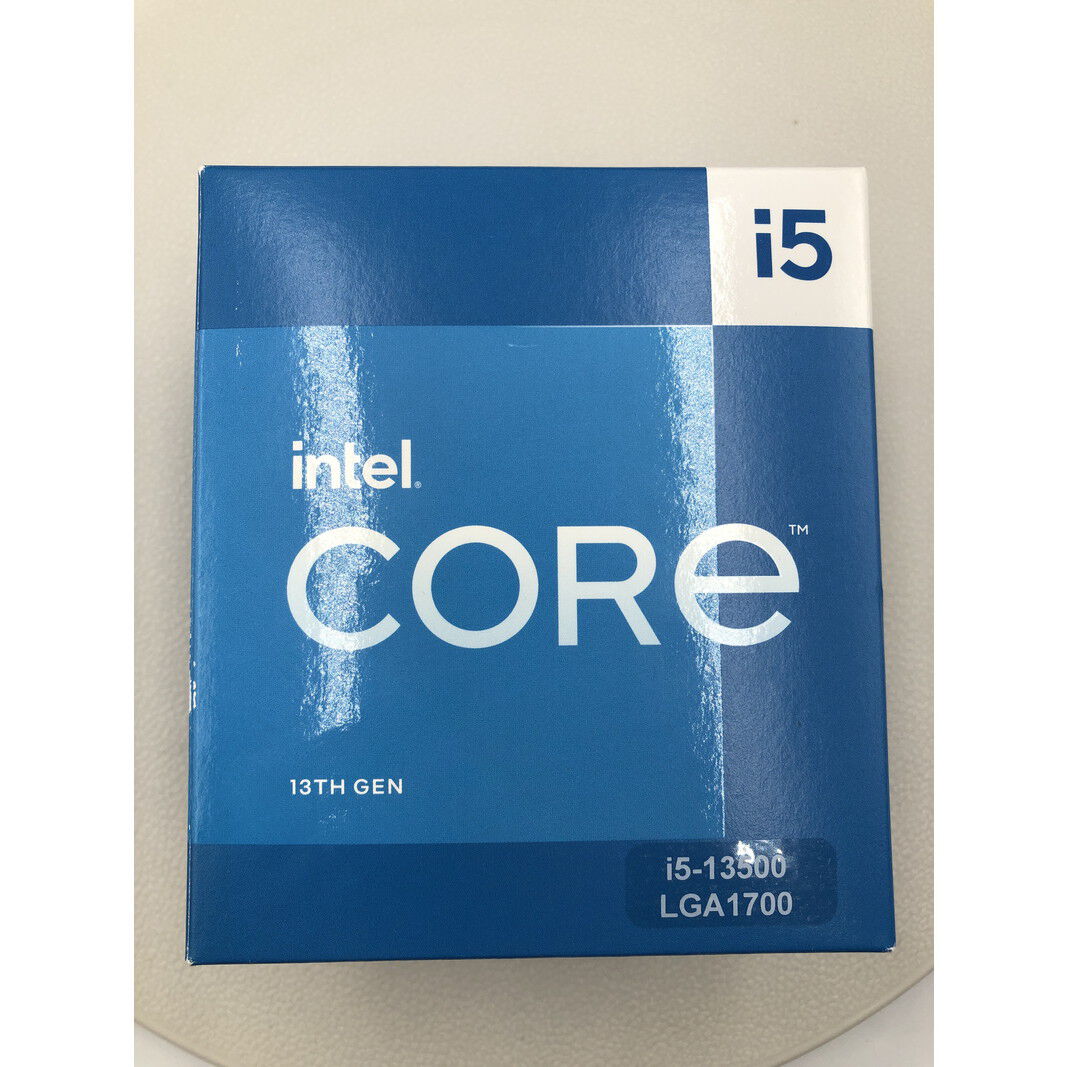 i5
intel
CORE™
13TH GEN
i5-13500
LGA1700